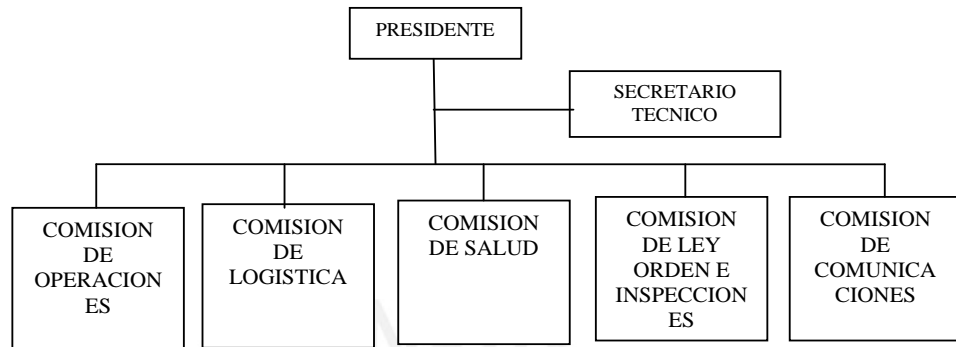 PRESIDENTE
SECRETARIO
TECNICO
COMISION
DE
OPERACION
ES
COMISION
DE
LOGISTICA
COMISION
DE SALUD
COMISION
DE LEY
ORDEN E
INSPECCION
ES
COMISION
DE
COMUNICA
CIONES